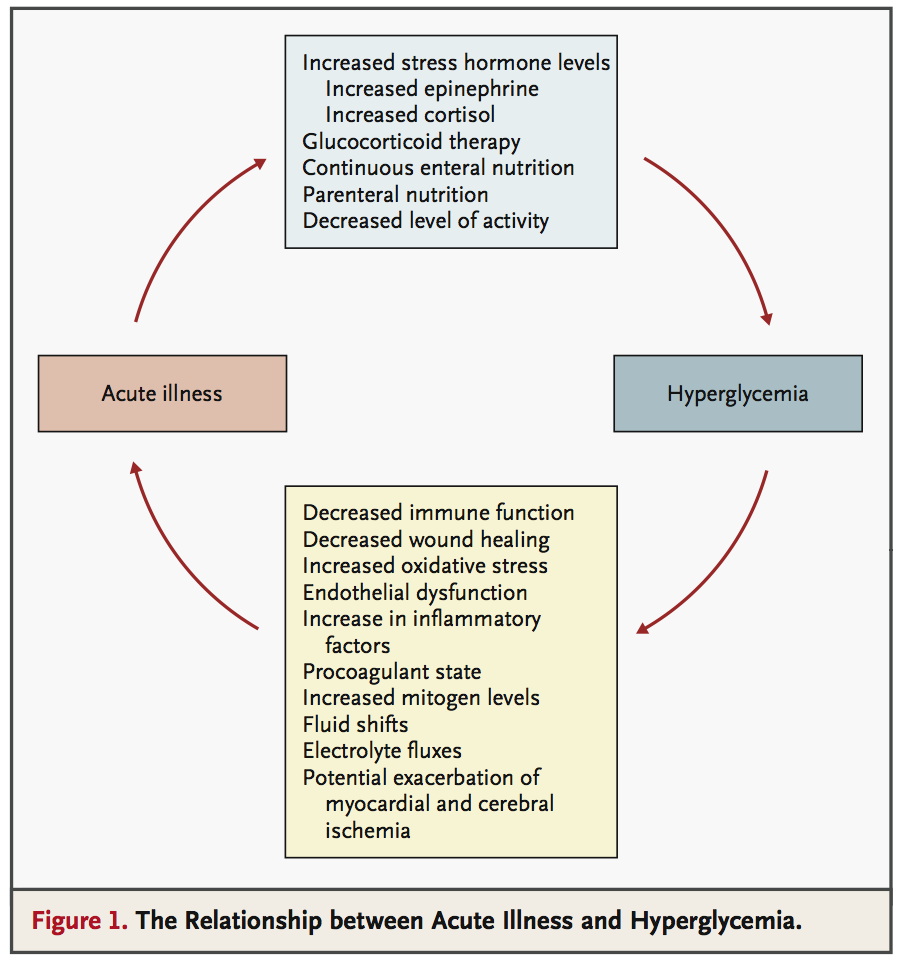 Increased stress hormone levels
Increased epinephrine
Increased cortisol
Glucocorticoid therapy
Continuous enteral nutrition
Parenteral nutrition
Decreased level of activity
Acute illness
Hyperglycemia
Decreased immune function
Decreased wound healing
Increased oxidative stress
Endothelial dysfunction
Increase in inflammatory
factors
Procoagulant state
Increased mitogen levels
Fluid shifts
Electrolyte fluxes
Potential exacerbation of
myocardial and cerebral
ischemia
Figure 1. The Relationship between Acute Illness and Hyperglycemia.